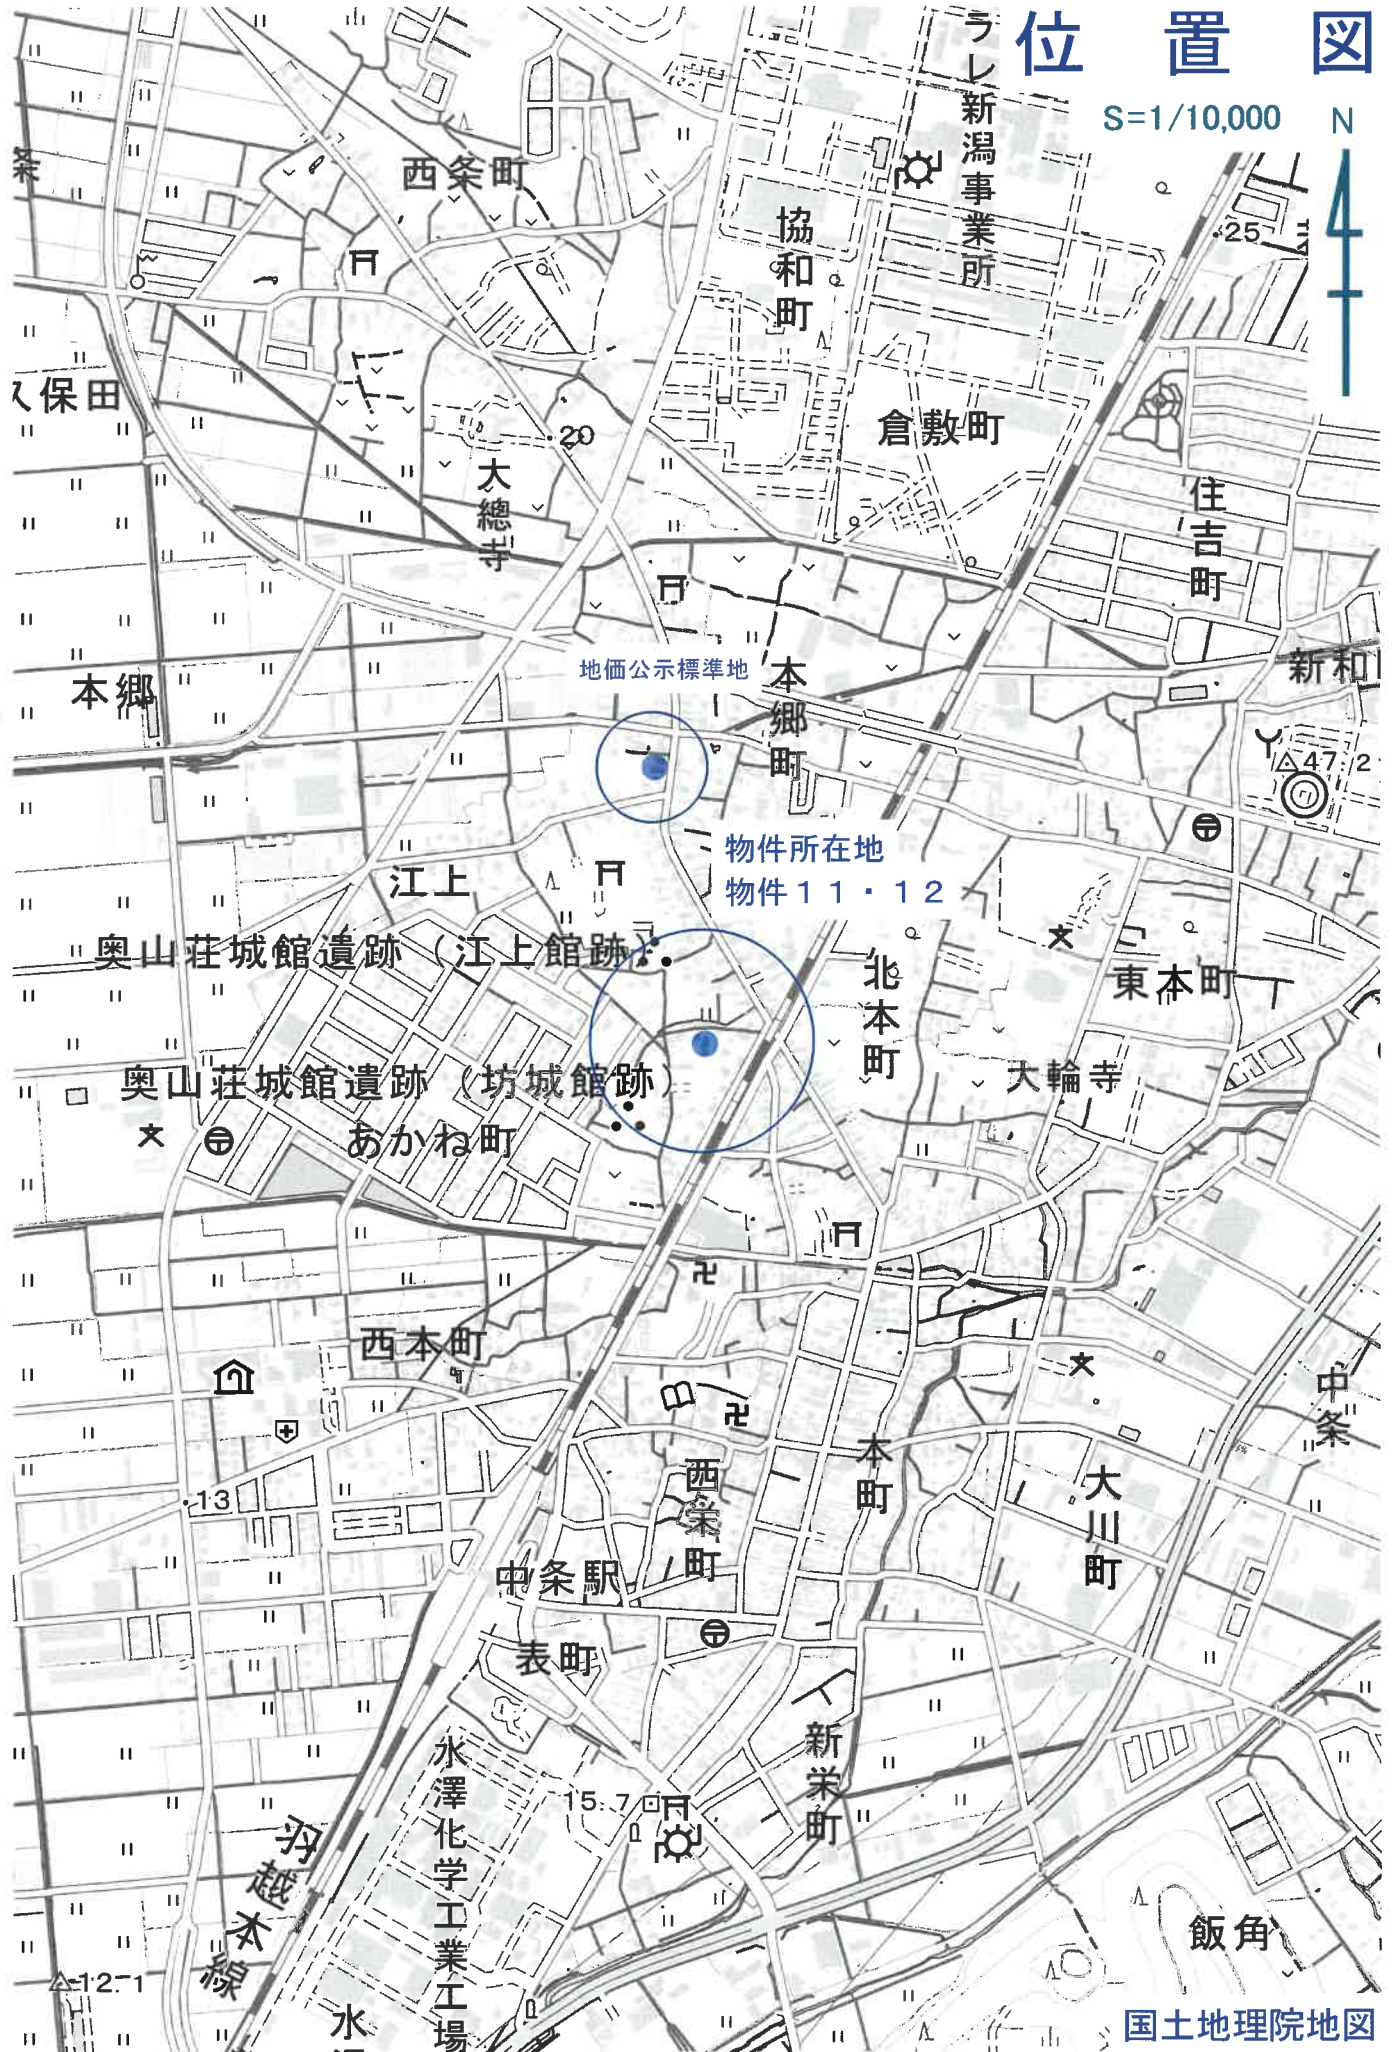 位置図
S=1/10,000
N
ラレ新潟事業所
条
西条町
協和町
25
久保田
倉敷町
20
大總寺
住吉町
地価公示標準地
本郷
本郷町
新和
47.2
物件所在地
物件11・12
江上
奥山荘城館遺跡(江上館跡)
北本町
東本町
奥山荘城館遺跡(坊城館跡)
大輪寺
あかね町
西本町
中条
本町
西栄町
大川町
13
中条駅
表町
新栄町
15.7
水澤化学工業工場
羽越本線
飯角
12.1
水
国土地理院地図